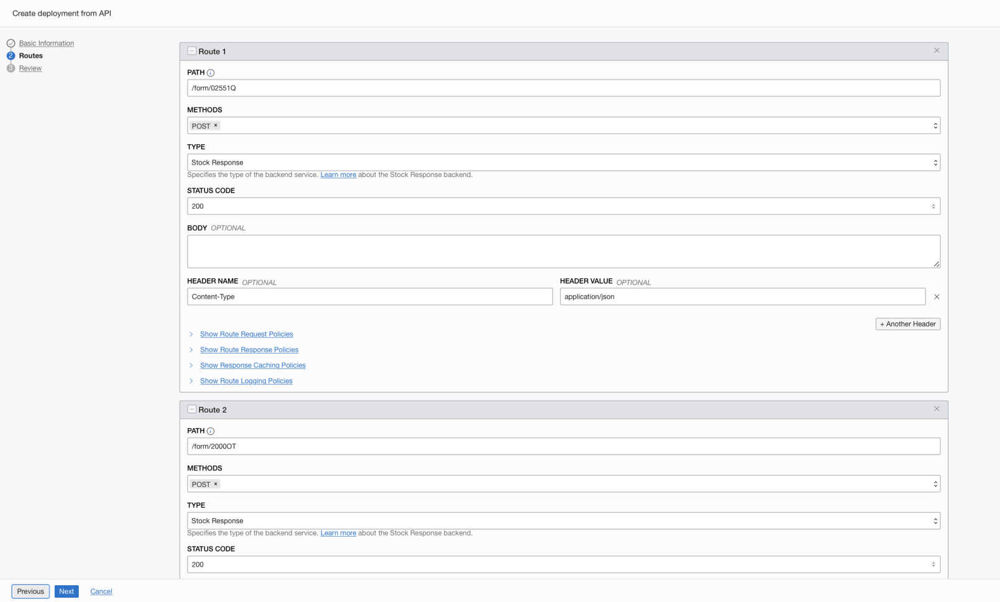 Create deployment from API
Basic Information
2 Routes
3 Review
Route 1
PATH
/form/02551Q
METHODS
POST ×
TYPE
Stock Response
Specifies the type of the backend service. Learn more about the Stock Response backend.
STATUS CODE
200
BODY OPTIONAL
HEADER NAME OPTIONAL HEADER VALUE OPTIONAL
Content-Type application/json
+ Another Header
Show Route Request Policies
Show Route Response Policies
Show Response Caching Policies
Show Route Logging Policies
Route 2
PATH
/form/2000OT
METHODS
POST ×
TYPE
Stock Response
Specifies the type of the backend service. Learn more about the Stock Response backend.
STATUS CODE
200
Previous Next Cancel